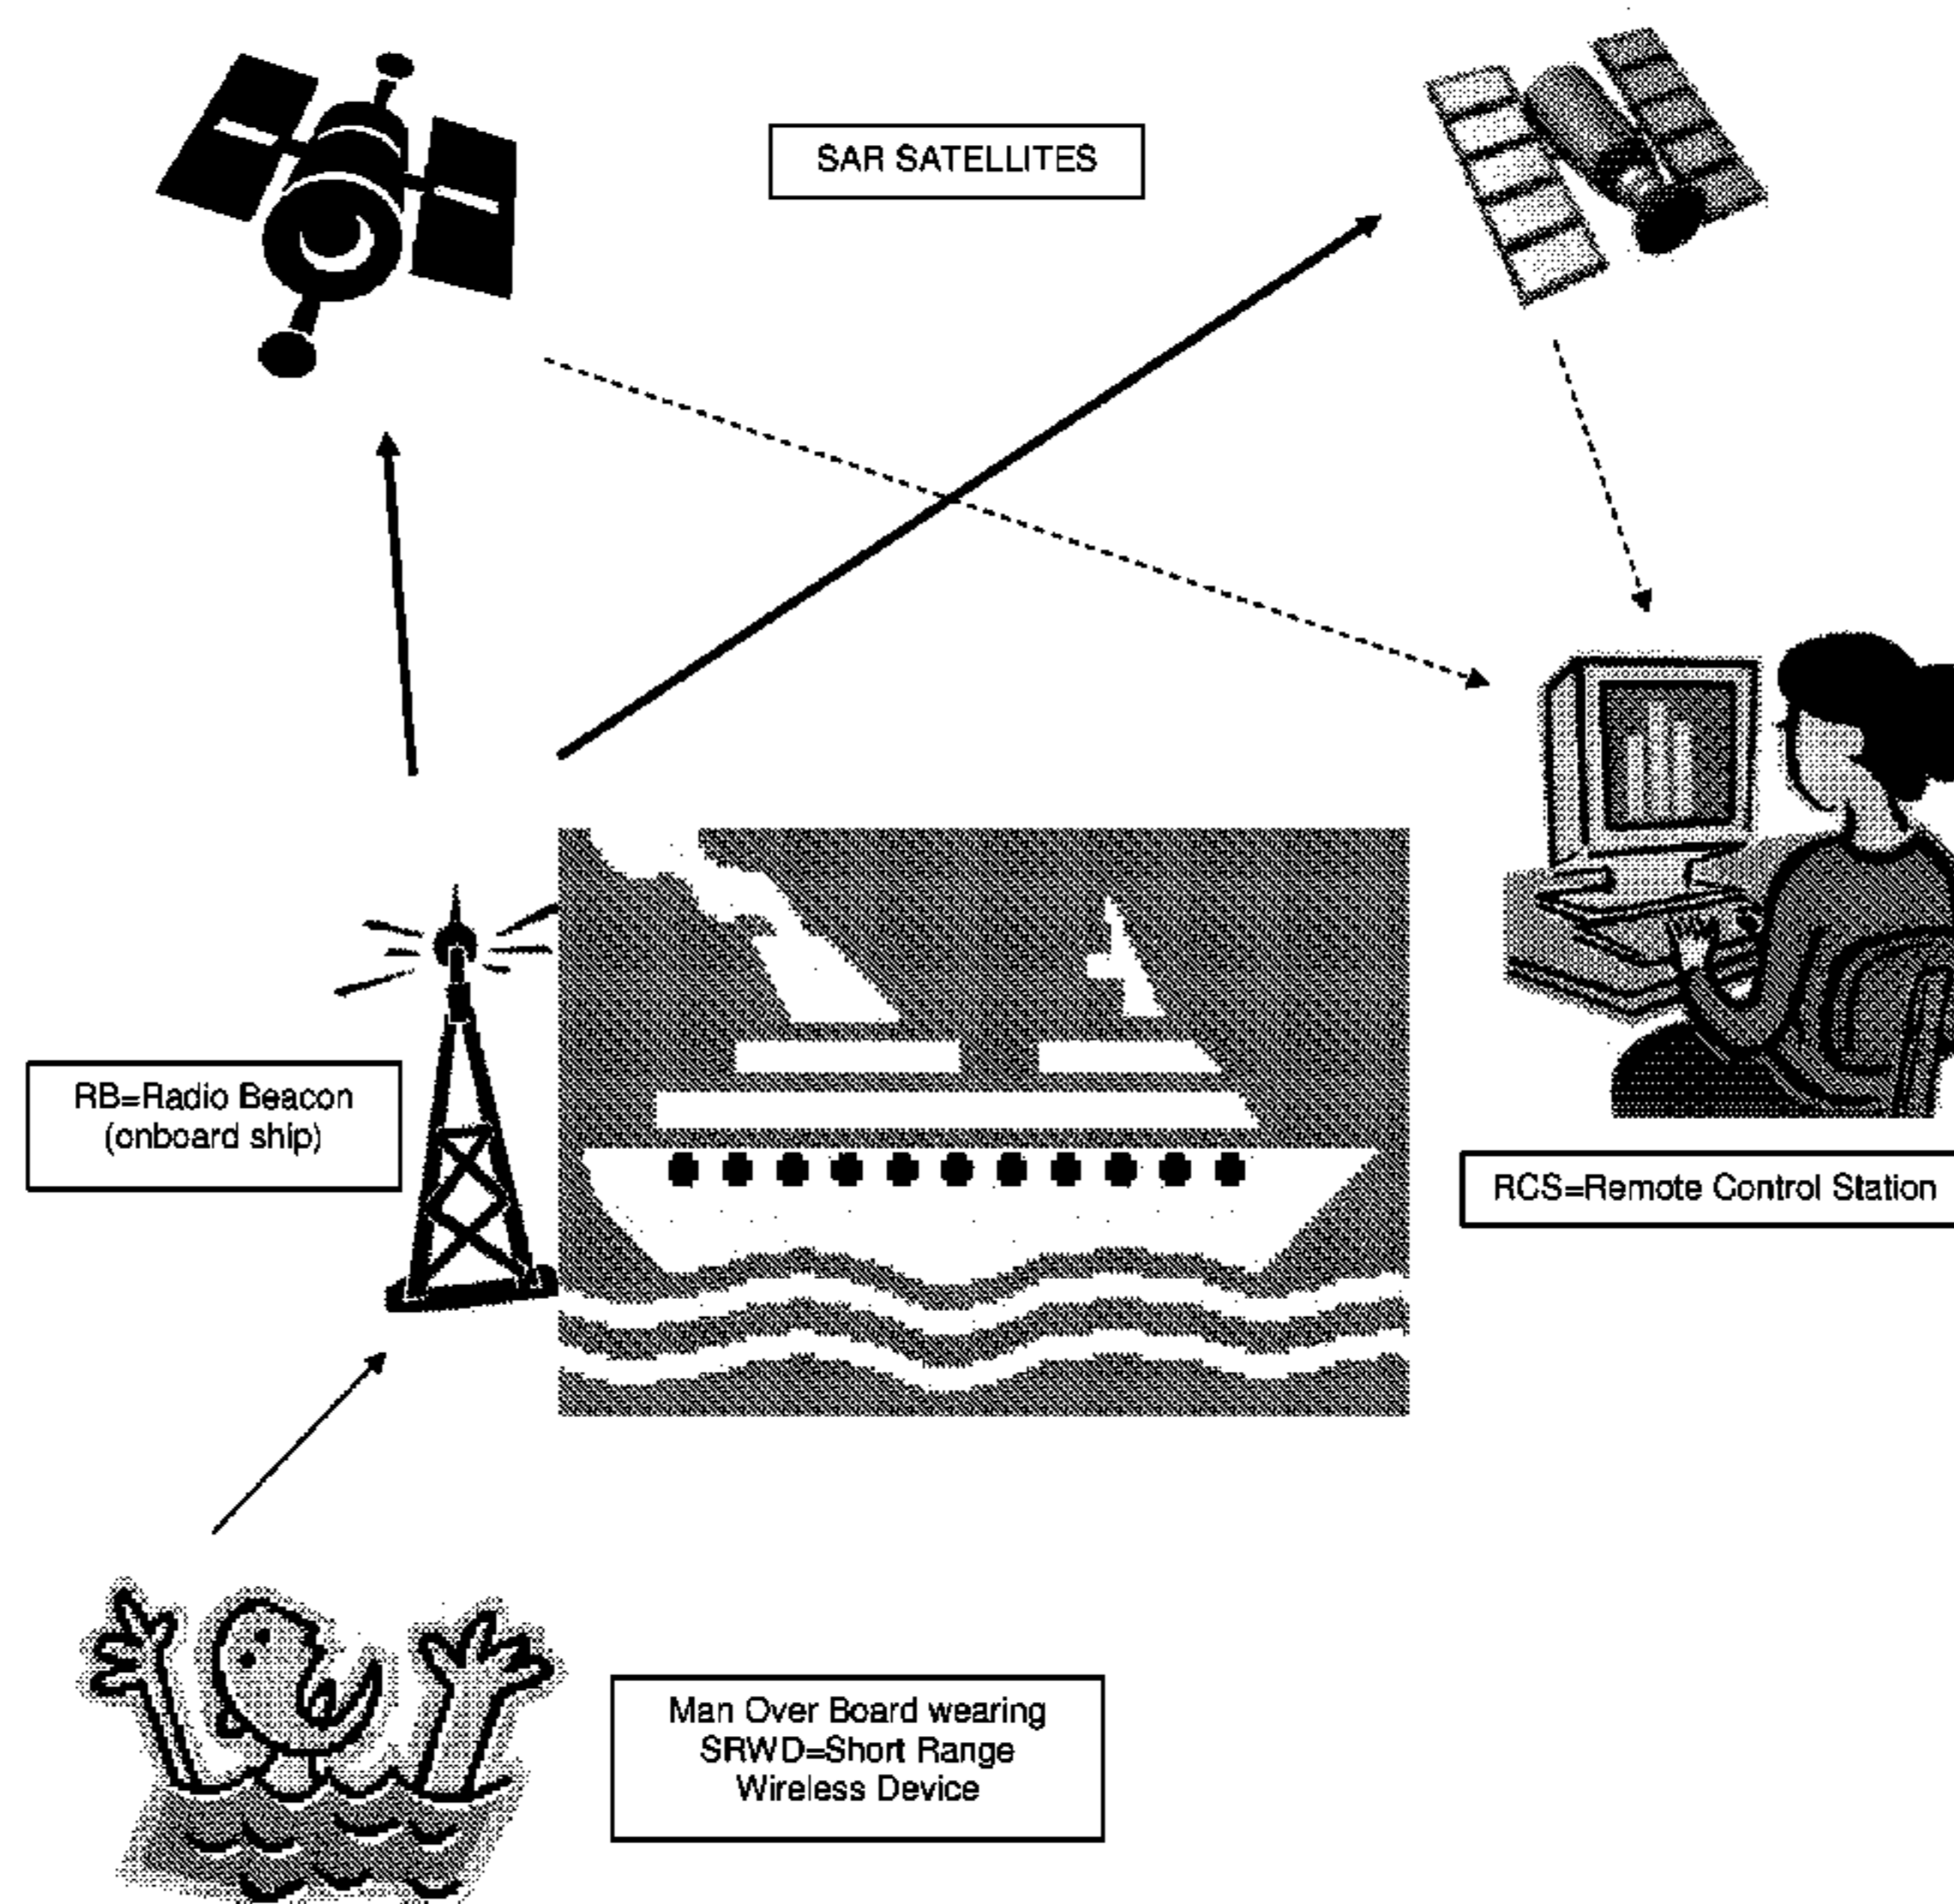 SAR SATELLITES
RB=Radio Beacon
(onboard ship)
RCS=Remote Control Station
Man Over Board wearing
SRWD=Short Range
Wireless Device